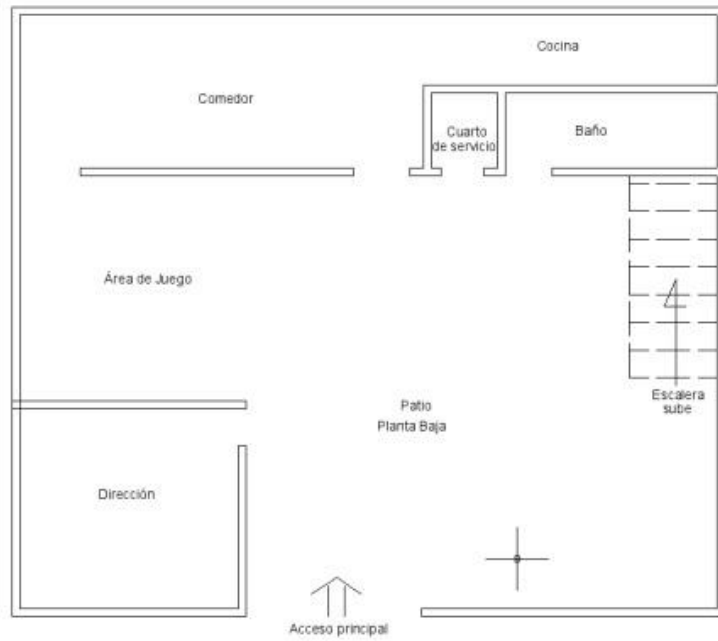 Cocina
Comedor
Cuarto
de servicio
Baño
Área de Juego
Escalera
sube
Patio
Planta Baja
Dirección
Acceso principal